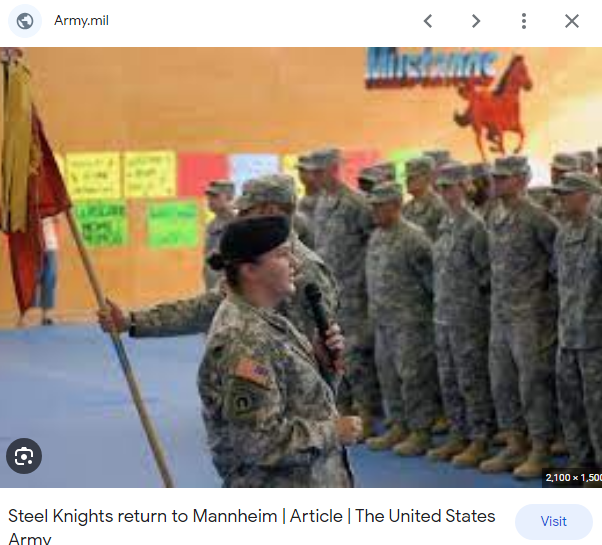 Army.mil
Mustangs
2,100 × 1,500
Steel Knights return to Mannheim | Article | The United States
Army
Visit